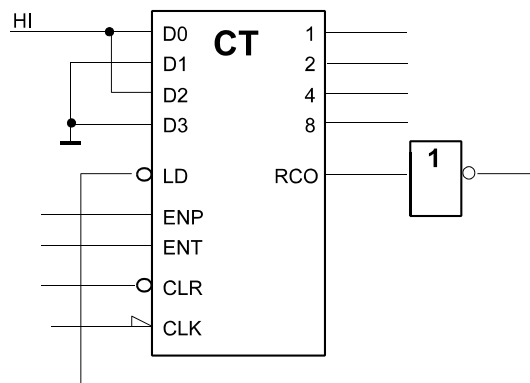 HI
D0 CT 1
D1 2
D2 4
D3 8
1
LD RCO
ENP
ENT
CLR
CLK